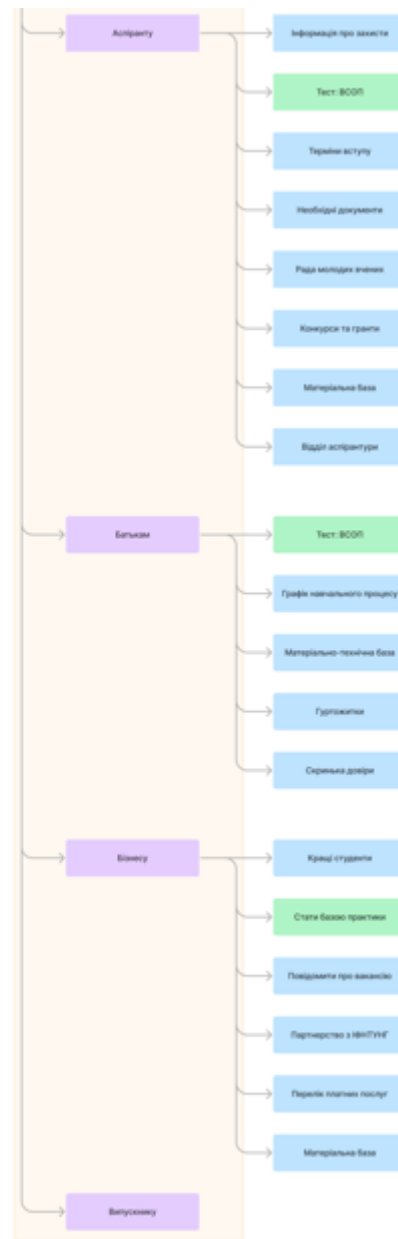 Аспіранту
Інформація про захисти
Тест: ВСОП
Терміни вступу
Необхідні документи
Рада молодих вчених
Конкурси та гранти
Матеріальна база
Відділ аспірантури
Батькам
Тест: ВСОП
Графік навчального процесу
Матеріально-технічна база
Гуртожитки
Скринька довіри
Бізнесу
Кращі студенти
Стати базою практики
Повідомити про вакансію
Партнерство з ІФНТУНГ
Перелік платних послуг
Матеріальна база
Випускнику